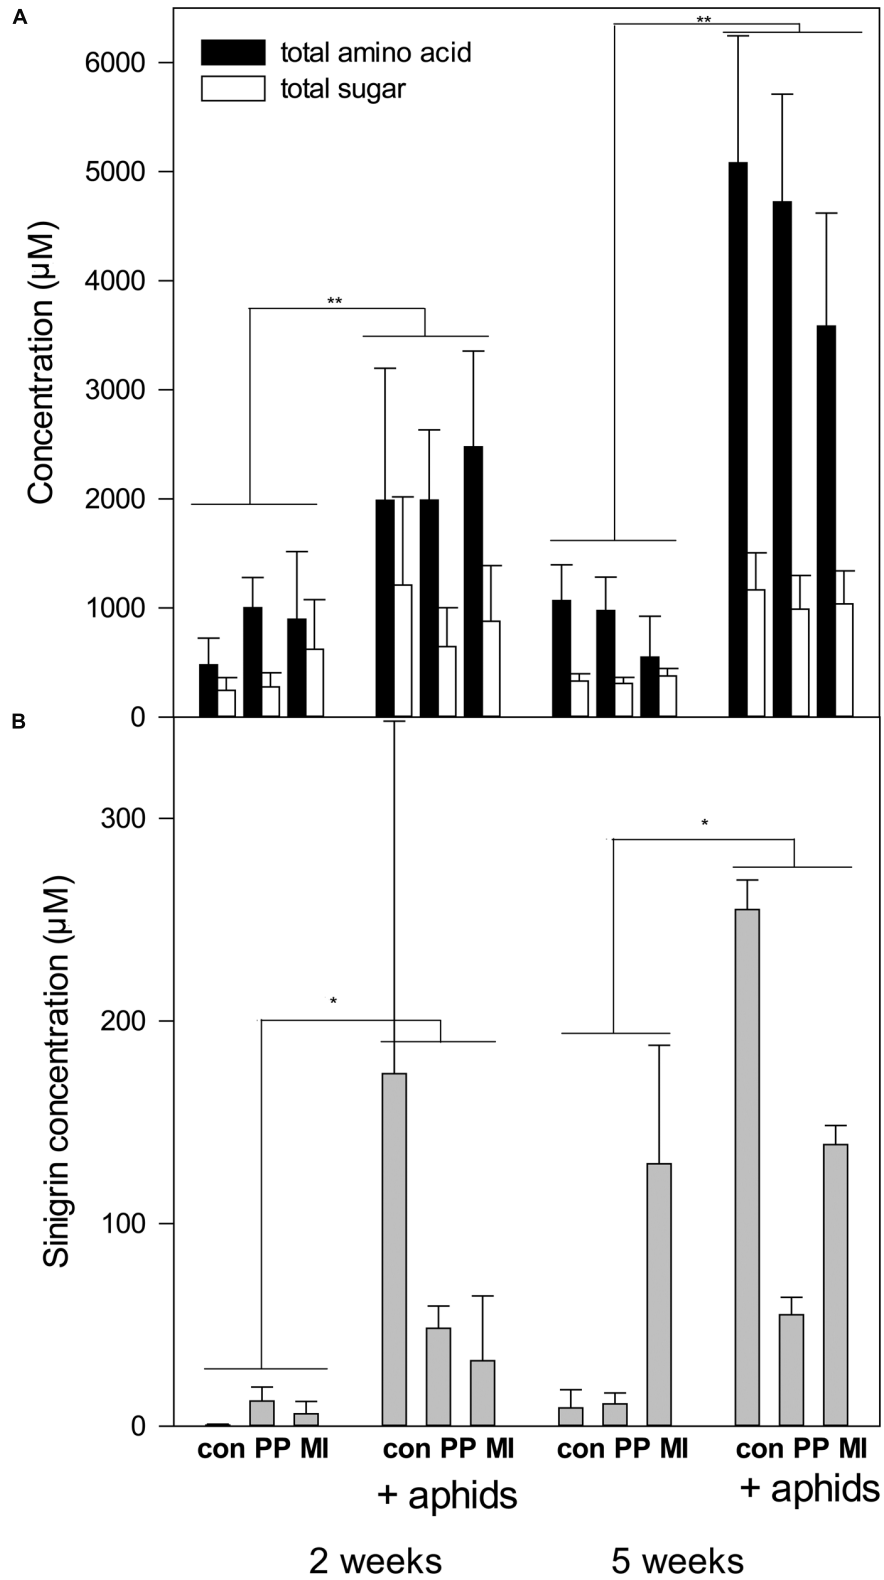 A
**
total amino acid
total sugar
6000
5000
4000
**
3000
2000
1000
0
Concentration (µM)
B
300
*
200
*
100
0
Sinigrin concentration (µM)
con PP MI con PP MI con PP MI con PP MI
+ aphids + aphids
2 weeks 5 weeks